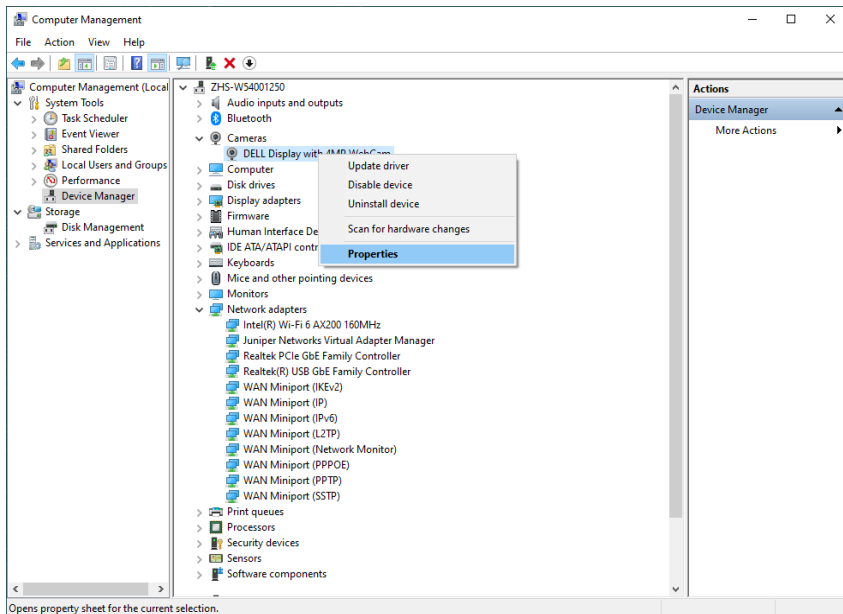 Computer Management
File Action View Help
Computer Management (Local
System Tools
Task Scheduler
Event Viewer
Shared Folders
Local Users and Groups
Performance
Device Manager
Storage
Disk Management
Services and Applications
ZHS-W54001250
Audio inputs and outputs
Bluetooth
Cameras
DELL Display with 4MP WebCam
Computer
Disk drives
Display adapters
Firmware
Human Interface De
IDE ATA/ATAPI contr
Keyboards
Mice and other pointing devices
Monitors
Network adapters
Intel(R) Wi-Fi 6 AX200 160MHz
Juniper Networks Virtual Adapter Manager
Realtek PCIe GbE Family Controller
Realtek(R) USB GbE Family Controller
WAN Miniport (IKEv2)
WAN Miniport (IP)
WAN Miniport (IPv6)
WAN Miniport (L2TP)
WAN Miniport (Network Monitor)
WAN Miniport (PPPOE)
WAN Miniport (PPTP)
WAN Miniport (SSTP)
Print queues
Processors
Security devices
Sensors
Software components
Update driver
Disable device
Uninstall device
Scan for hardware changes
Properties
Actions
Device Manager
More Actions
Opens property sheet for the current selection.